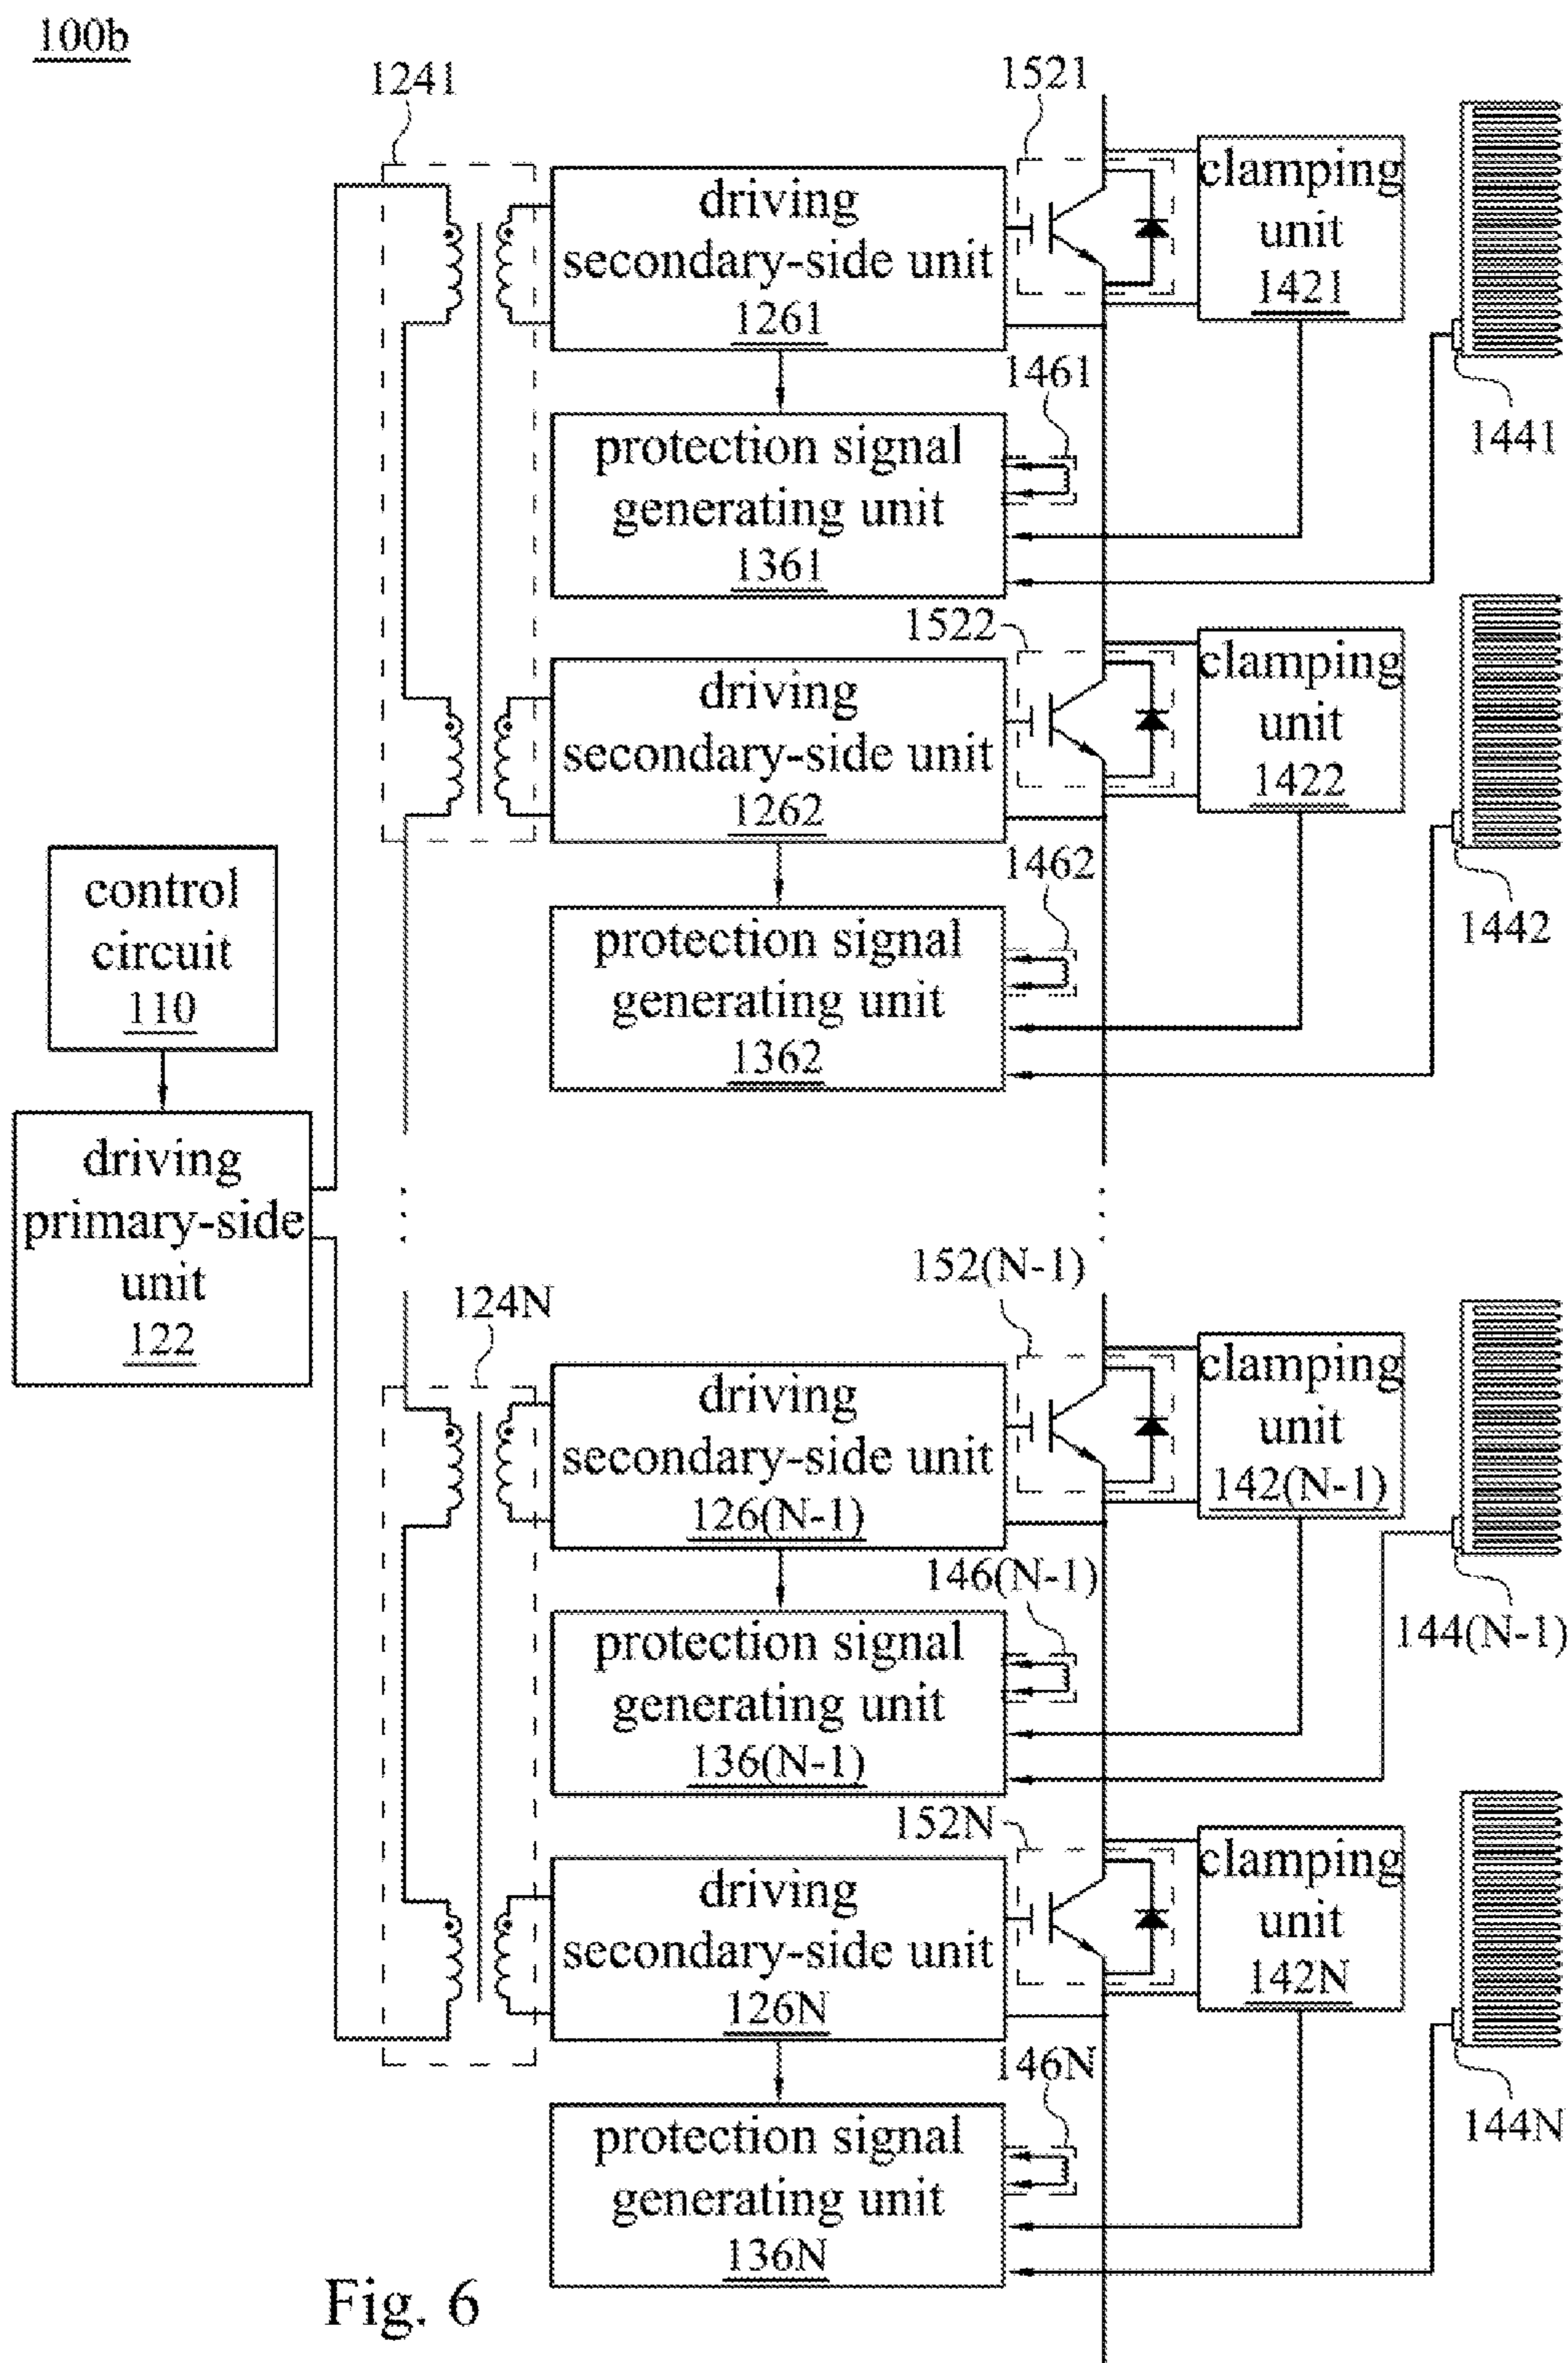 100b
1241
1521
driving
secondary-side unit
1261
clamping
unit
1421
1461
1441
protection signal
generating unit
1361
1522
driving
secondary-side unit
1262
clamping
unit
1422
1462
1442
control
circuit
110
protection signal
generating unit
1362
driving
primary-side
unit
122
152(N-1)
124N
driving
secondary-side unit
126(N-1)
clamping
unit
142(N-1)
146(N-1)
144(N-1)
protection signal
generating unit
136(N-1)
152N
driving
secondary-side unit
126N
clamping
unit
142N
146N
144N
protection signal
generating unit
136N
Fig. 6